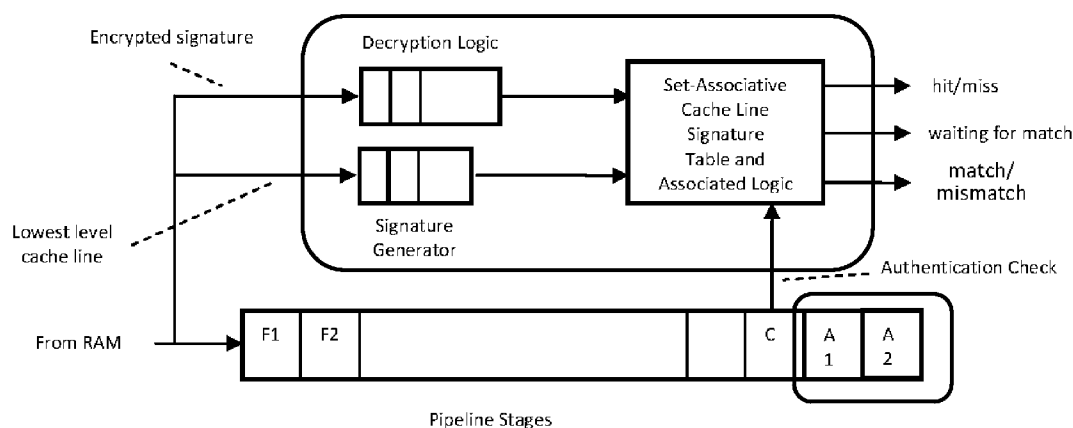 Encrypted signature
Decryption Logic
Set-Associative
Cache Line
Signature
Table and
Associated Logic
hit/miss
waiting for match
match/
mismatch
Signature
Generator
Lowest level
cache line
Authentication Check
From RAM
F1
F2
C
A
1
A
2
Pipeline Stages